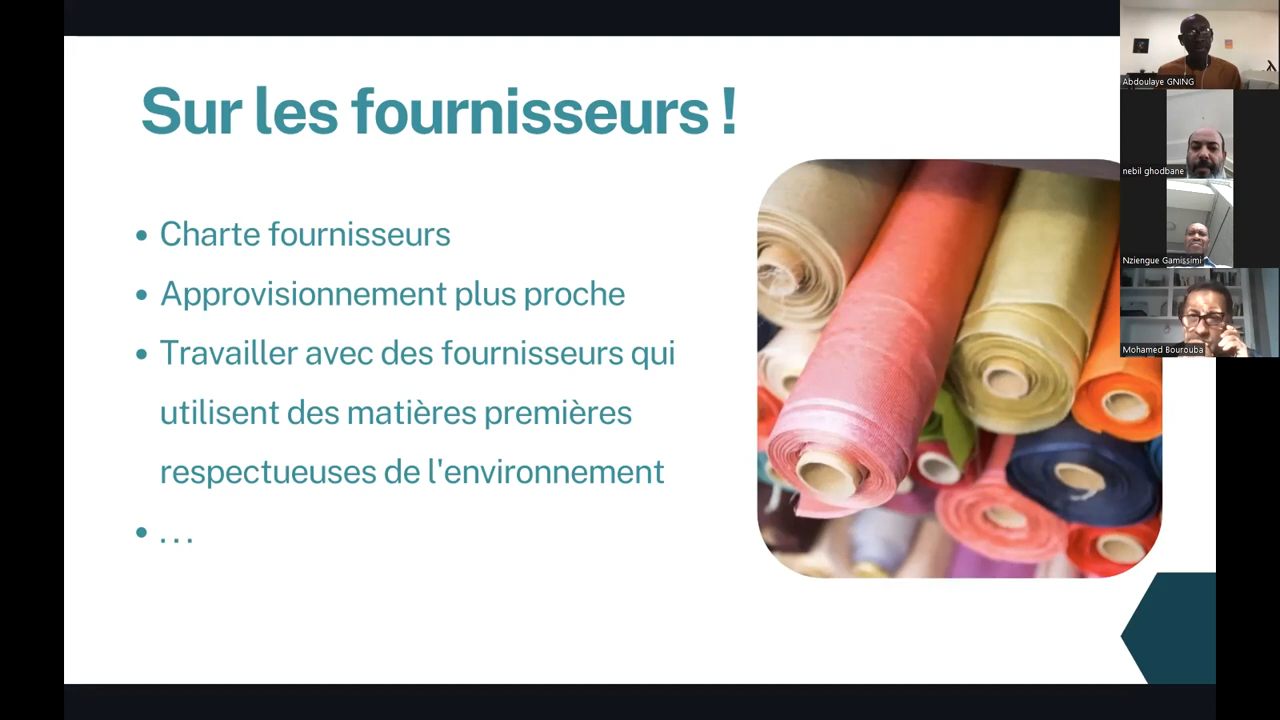 Sur les fournisseurs !
• Charte fournisseurs
• Approvisionnement plus proche
• Travailler avec des fournisseurs qui
utilisent des matières premières
respectueuses de l'environnement
• ...
Abdoulaye GNING
nebil ghodbane
Nziengue Gamissimi
Mohamed Bourouba